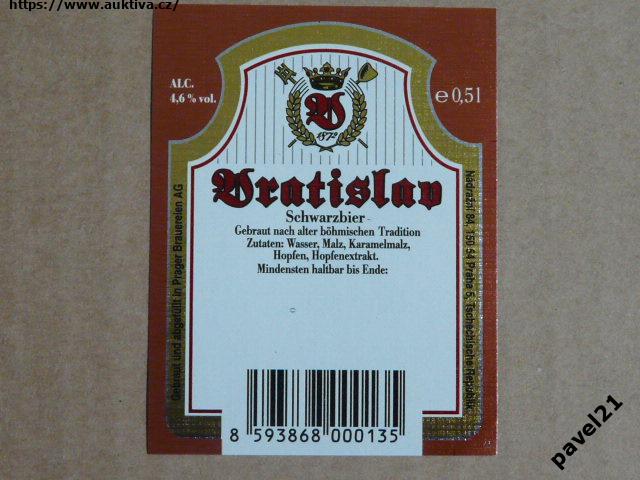 https://www.auktiva.cz/
ALC.
4,6 % vol.
e 0,5 l
V
1872
Vratislav
Schwarzbier
Gebraut nach alter böhmischen Tradition
Zutaten: Wasser, Malz, Karamelmalz,
Hopfen, Hopfenextrakt.
Mindensten haltbar bis Ende:
Gebraut und abgefüllt in Prager Brauereien AG
Nádražní 84, 150 54 Praha 5, Tschechische Republik
8 593868 000135
pavel21